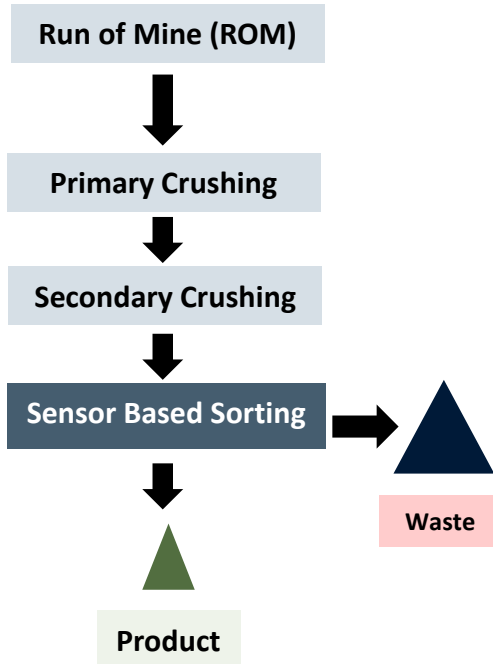 Run of Mine (ROM)
Primary Crushing
Secondary Crushing
Sensor Based Sorting
Waste
Product